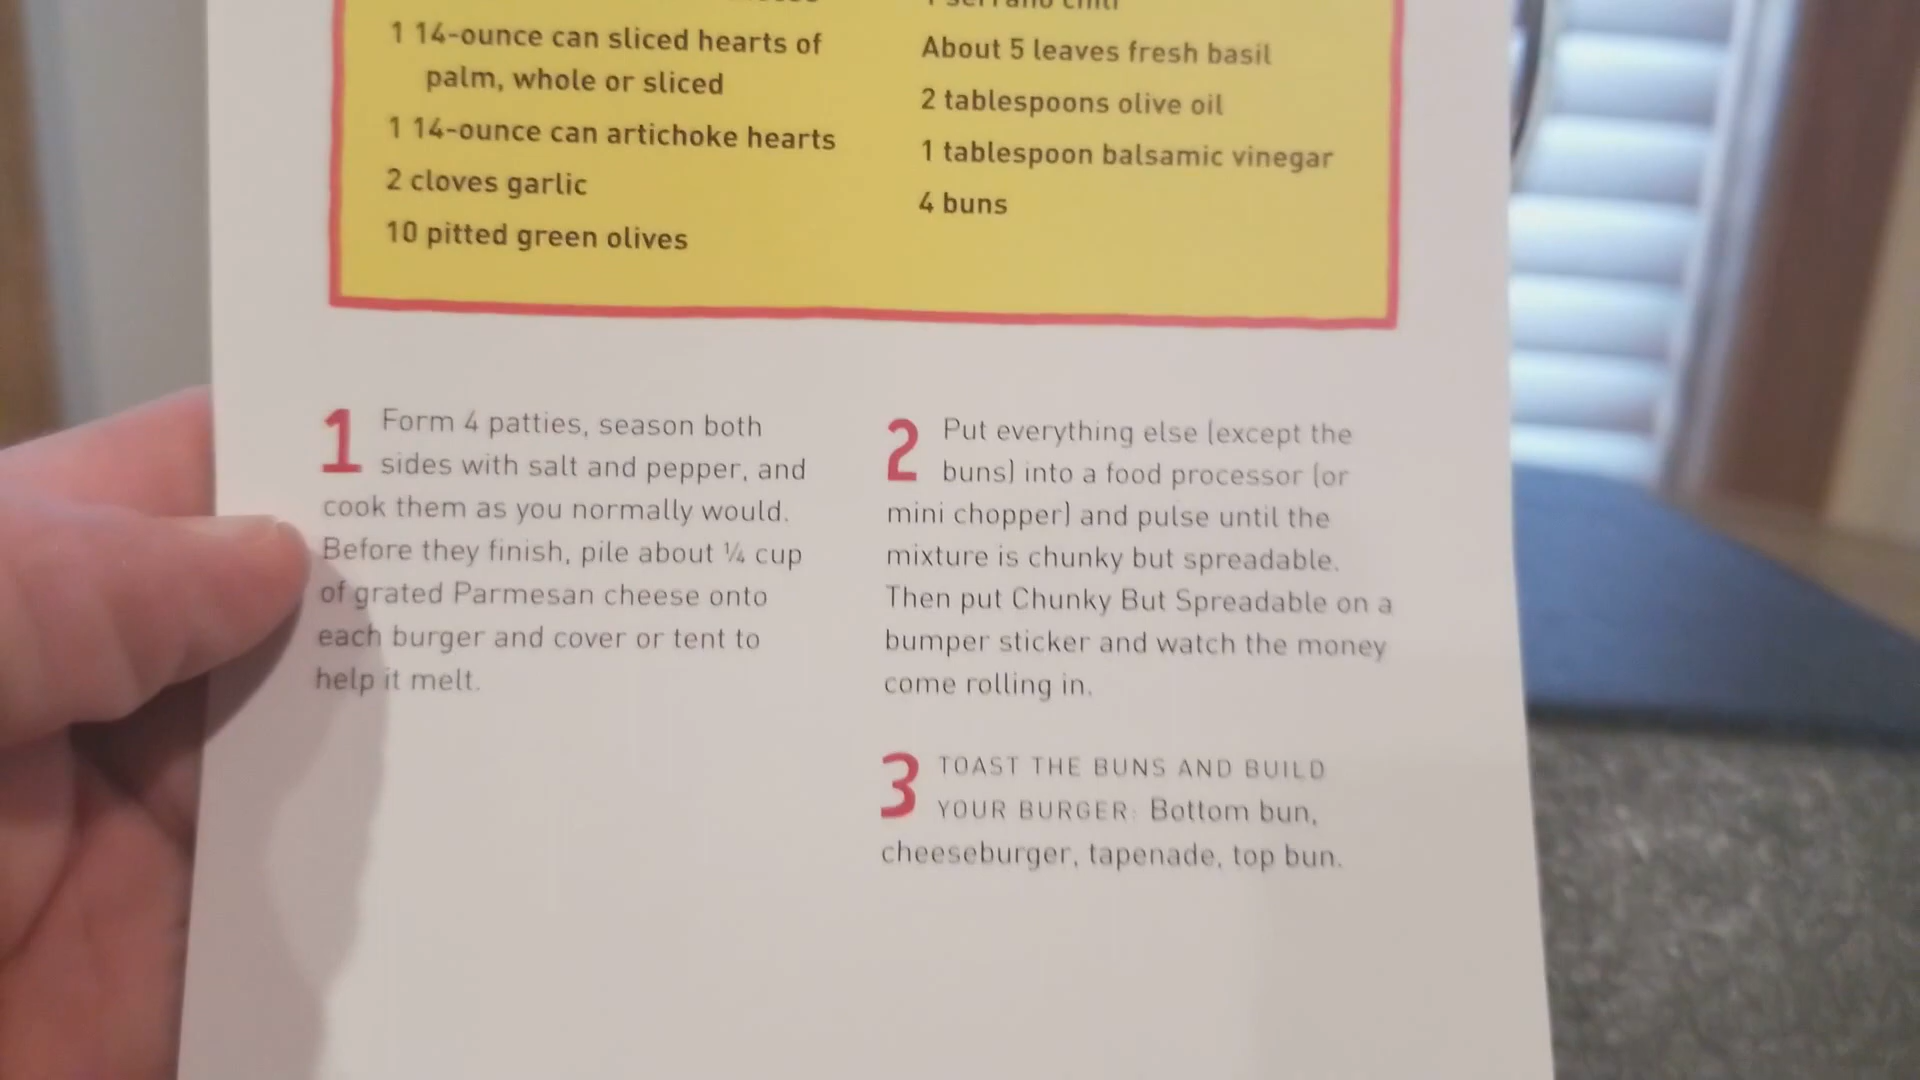 1 serrano chili
1 14-ounce can sliced hearts of
palm, whole or sliced
1 14-ounce can artichoke hearts
2 cloves garlic
10 pitted green olives
About 5 leaves fresh basil
2 tablespoons olive oil
1 tablespoon balsamic vinegar
4 buns
1 Form 4 patties, season both
sides with salt and pepper, and
cook them as you normally would.
Before they finish, pile about ¼ cup
of grated Parmesan cheese onto
each burger and cover or tent to
help it melt.
2 Put everything else (except the
buns) into a food processor (or
mini chopper) and pulse until the
mixture is chunky but spreadable.
Then put Chunky But Spreadable on a
bumper sticker and watch the money
come rolling in.
3 TOAST THE BUNS AND BUILD
YOUR BURGER: Bottom bun,
cheeseburger, tapenade, top bun.